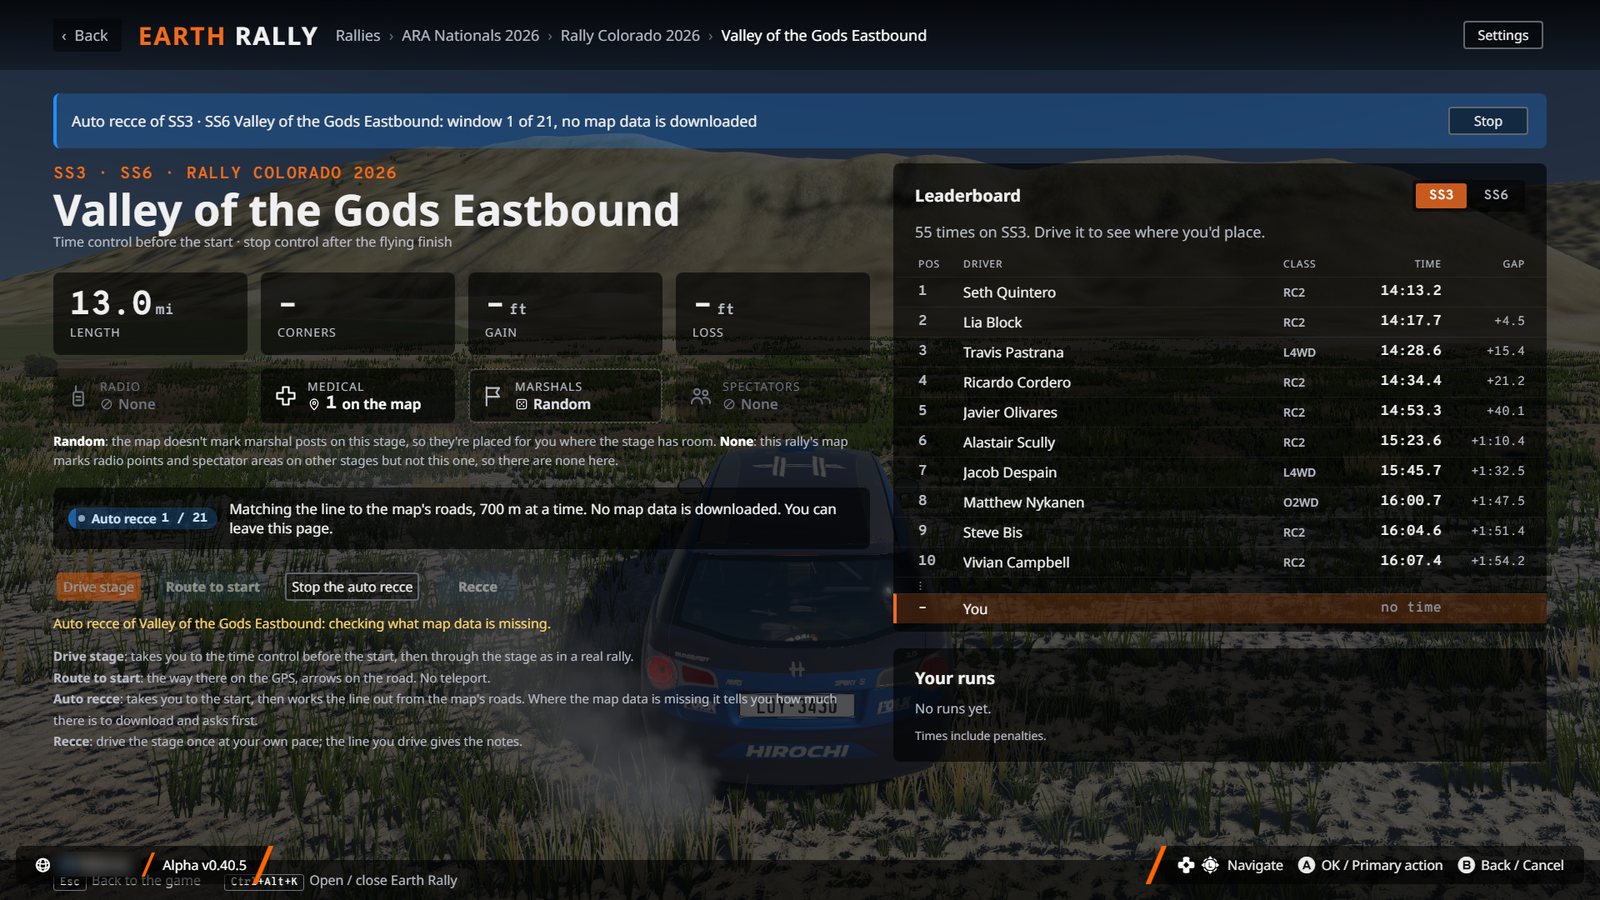 ‹ Back
EARTH RALLY
Rallies › ARA Nationals 2026 › Rally Colorado 2026 › Valley of the Gods Eastbound
Settings
Auto recce of SS3 · SS6 Valley of the Gods Eastbound: window 1 of 21, no map data is downloaded
Stop
SS3 · SS6 · RALLY COLORADO 2026
Valley of the Gods Eastbound
Time control before the start · stop control after the flying finish
13.0 mi
LENGTH
–
CORNERS
– ft
GAIN
– ft
LOSS
RADIO
None
MEDICAL
1 on the map
MARSHALS
Random
SPECTATORS
None
Random: the map doesn't mark marshal posts on this stage, so they're placed for you where the stage has room. None: this rally's map
marks radio points and spectator areas on other stages but not this one, so there are none here.
Auto recce 1 / 21
Matching the line to the map's roads, 700 m at a time. No map data is downloaded. You can
leave this page.
Drive stage
Route to start
Stop the auto recce
Recce
Auto recce of Valley of the Gods Eastbound: checking what map data is missing.
Drive stage: takes you to the time control before the start, then through the stage as in a real rally.
Route to start: the way there on the GPS, arrows on the road. No teleport.
Auto recce: takes you to the start, then works the line out from the map's roads. Where the map data is missing it tells you how much
there is to download and asks first.
Recce: drive the stage once at your own pace; the line you drive gives the notes.
Leaderboard
SS3 SS6
55 times on SS3. Drive it to see where you'd place.
POS DRIVER CLASS TIME GAP
1 Seth Quintero RC2 14:13.2
2 Lia Block RC2 14:17.7 +4.5
3 Travis Pastrana L4WD 14:28.6 +15.4
4 Ricardo Cordero RC2 14:34.4 +21.2
5 Javier Olivares RC2 14:53.3 +40.1
6 Alastair Scully RC2 15:23.6 +1:10.4
7 Jacob Despain L4WD 15:45.7 +1:32.5
8 Matthew Nykanen O2WD 16:00.7 +1:47.5
9 Steve Bis RC2 16:04.6 +1:51.4
10 Vivian Campbell RC2 16:07.4 +1:54.2
⋮
– You no time
Your runs
No runs yet.
Times include penalties.
HIROCHI
Alpha v0.40.5
Esc Back to the game
Ctrl+Alt+K Open / close Earth Rally
Navigate
A OK / Primary action
B Back / Cancel